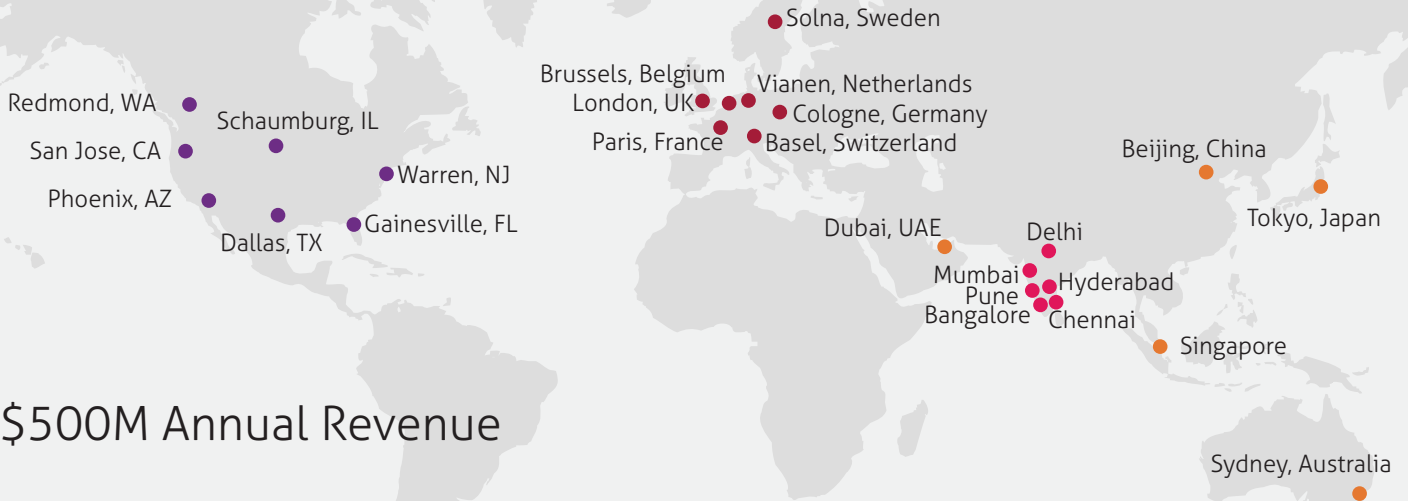 Solna, Sweden
Brussels, Belgium
Vianen, Netherlands
Redmond, WA
London, UK
Cologne, Germany
Schaumburg, IL
Paris, France
Basel, Switzerland
San Jose, CA
Beijing, China
Warren, NJ
Phoenix, AZ
Tokyo, Japan
Gainesville, FL
Dubai, UAE
Delhi
Dallas, TX
Mumbai
Hyderabad
Pune
Bangalore
Chennai
Singapore
$500M Annual Revenue
Sydney, Australia